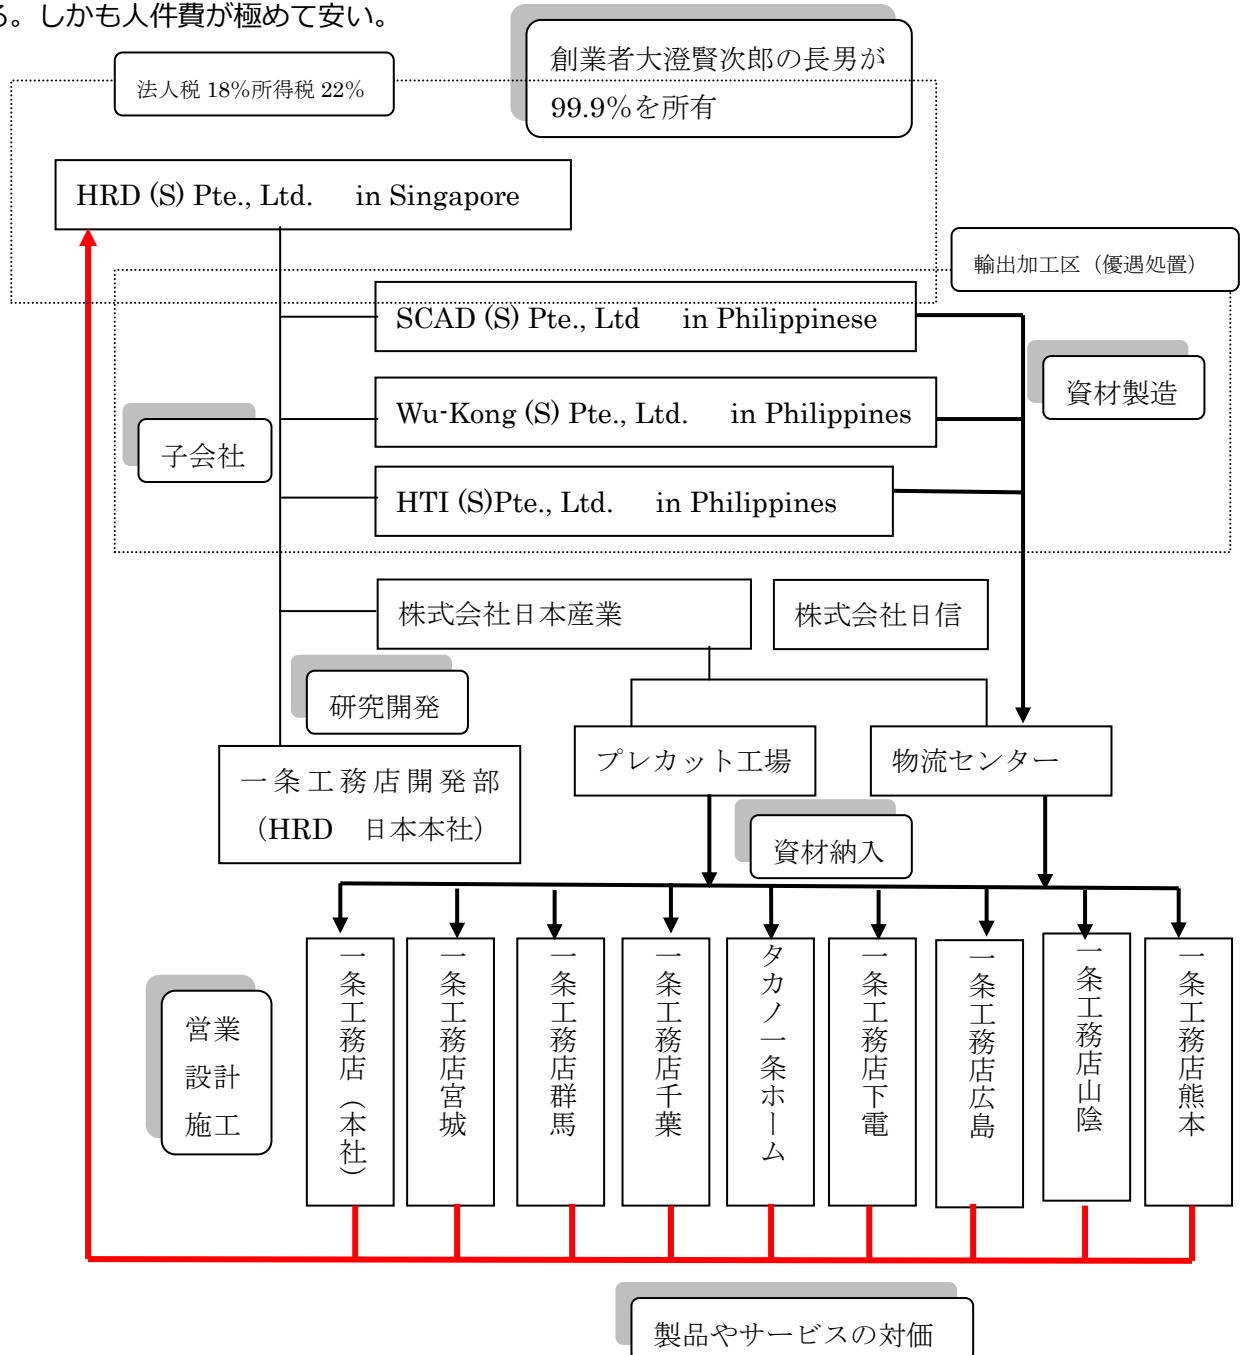 る。しかも人件費が極めて安い。
創業者大澄賢次郎の長男が
99.9%を所有
法人税 18%所得税 22%
HRD (S) Pte., Ltd. in Singapore
輸出加工区（優遇処置）
SCAD (S) Pte., Ltd in Philippinese
資材製造
Wu-Kong (S) Pte., Ltd. in Philippines
子会社
HTI (S)Pte., Ltd. in Philippines
株式会社日本産業
株式会社日信
研究開発
プレカット工場
物流センター
一条工務店開発部
（HRD 日本本社）
資材納入
営業
設計
施工
一条工務店（本社）
一条工務店宮城
一条工務店群馬
一条工務店千葉
タカノ一条ホーム
一条工務店下電
一条工務店広島
一条工務店山陰
一条工務店熊本
製品やサービスの対価